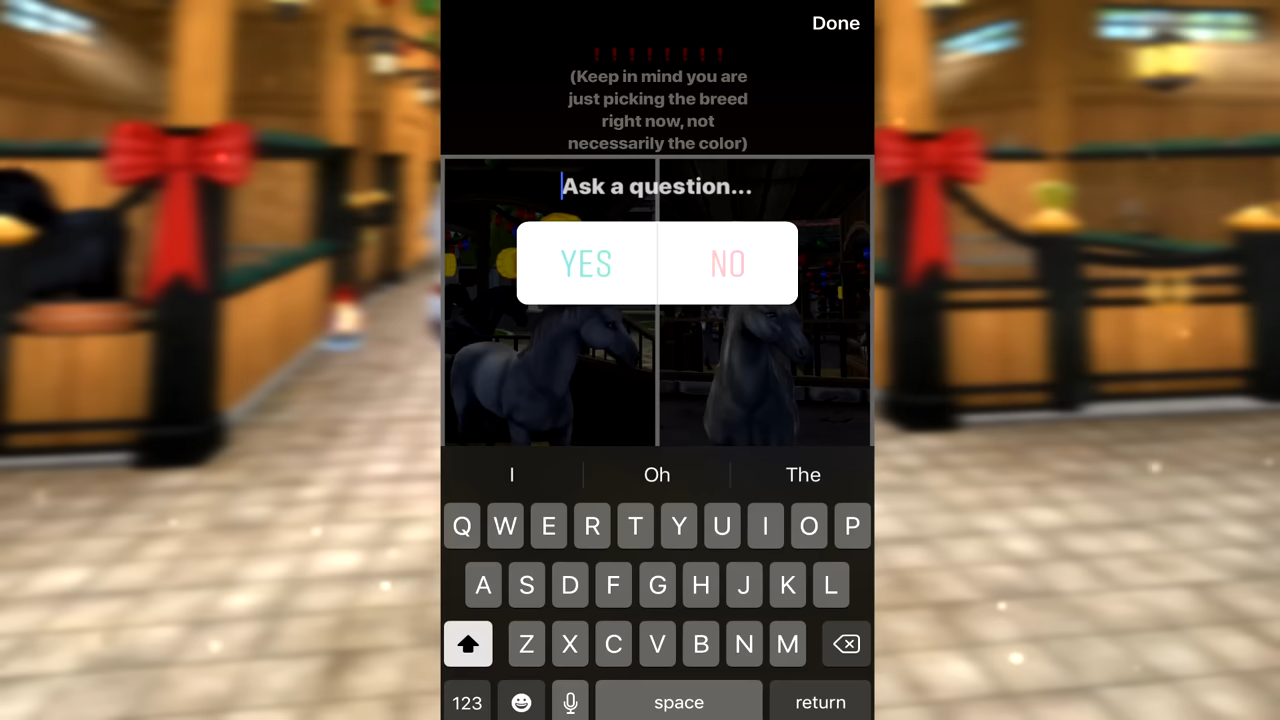 Done
❗❗❗❗❗❗❗❗
(Keep in mind you are
just picking the breed
right now, not
necessarily the color)
Ask a question...
YES NO
I Oh The
Q W E R T Y U I O P
A S D F G H J K L
Z X C V B N M
123 space return